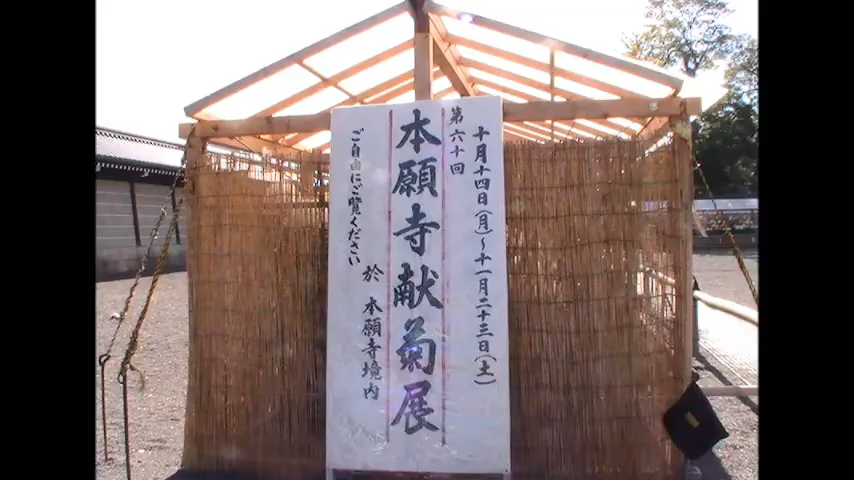 十月十四日(月)～十一月二十三日(土)
第六十回
本願寺献菊展
於 本願寺境内
ご自由にご覧ください